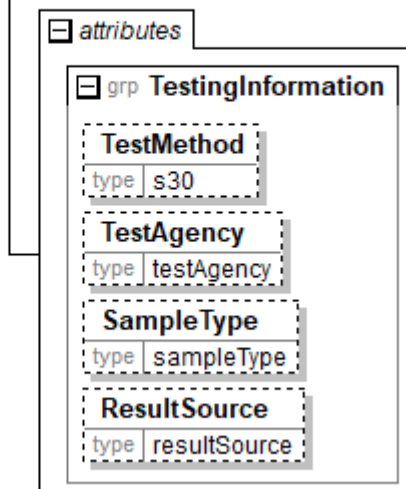 attributes
grp TestingInformation
TestMethod
type s30
TestAgency
type testAgency
SampleType
type sampleType
ResultSource
type resultSource